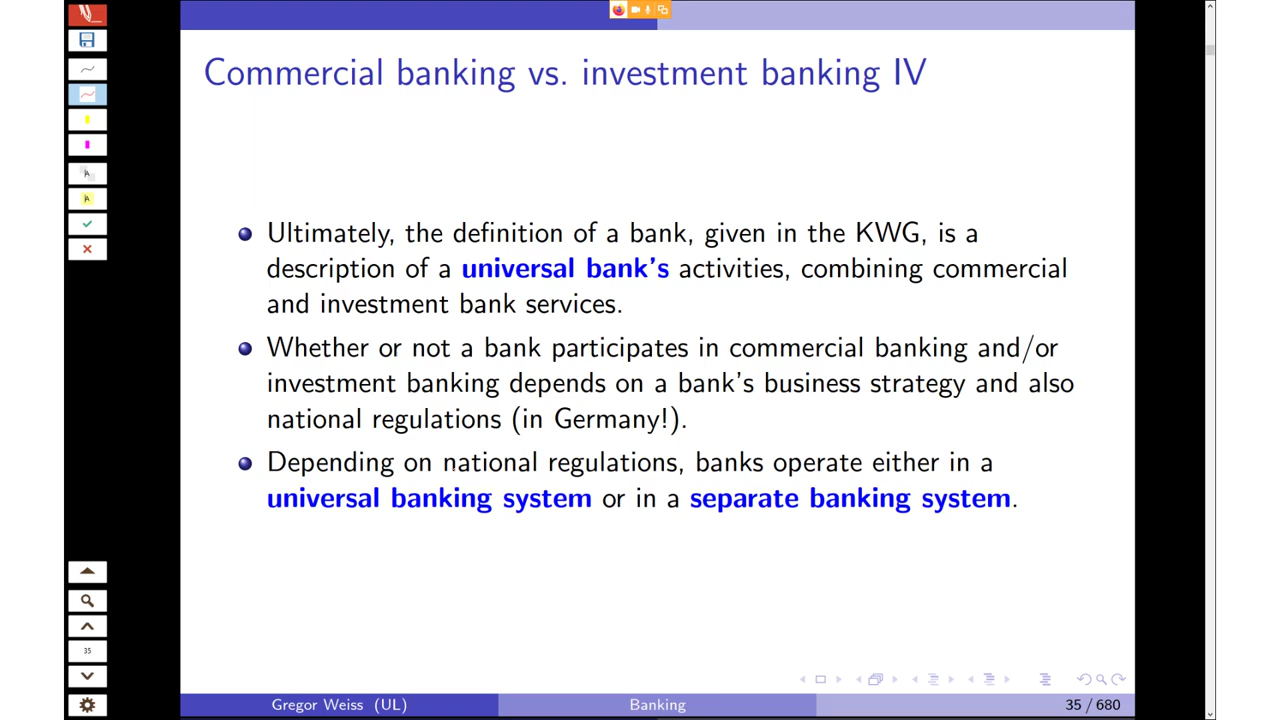 Commercial banking vs. investment banking IV
Ultimately, the definition of a bank, given in the KWG, is a
description of a universal bank's activities, combining commercial
and investment bank services.
Whether or not a bank participates in commercial banking and/or
investment banking depends on a bank's business strategy and also
national regulations (in Germany!).
Depending on national regulations, banks operate either in a
universal banking system or in a separate banking system.
35
Gregor Weiss (UL)
Banking
35 / 680